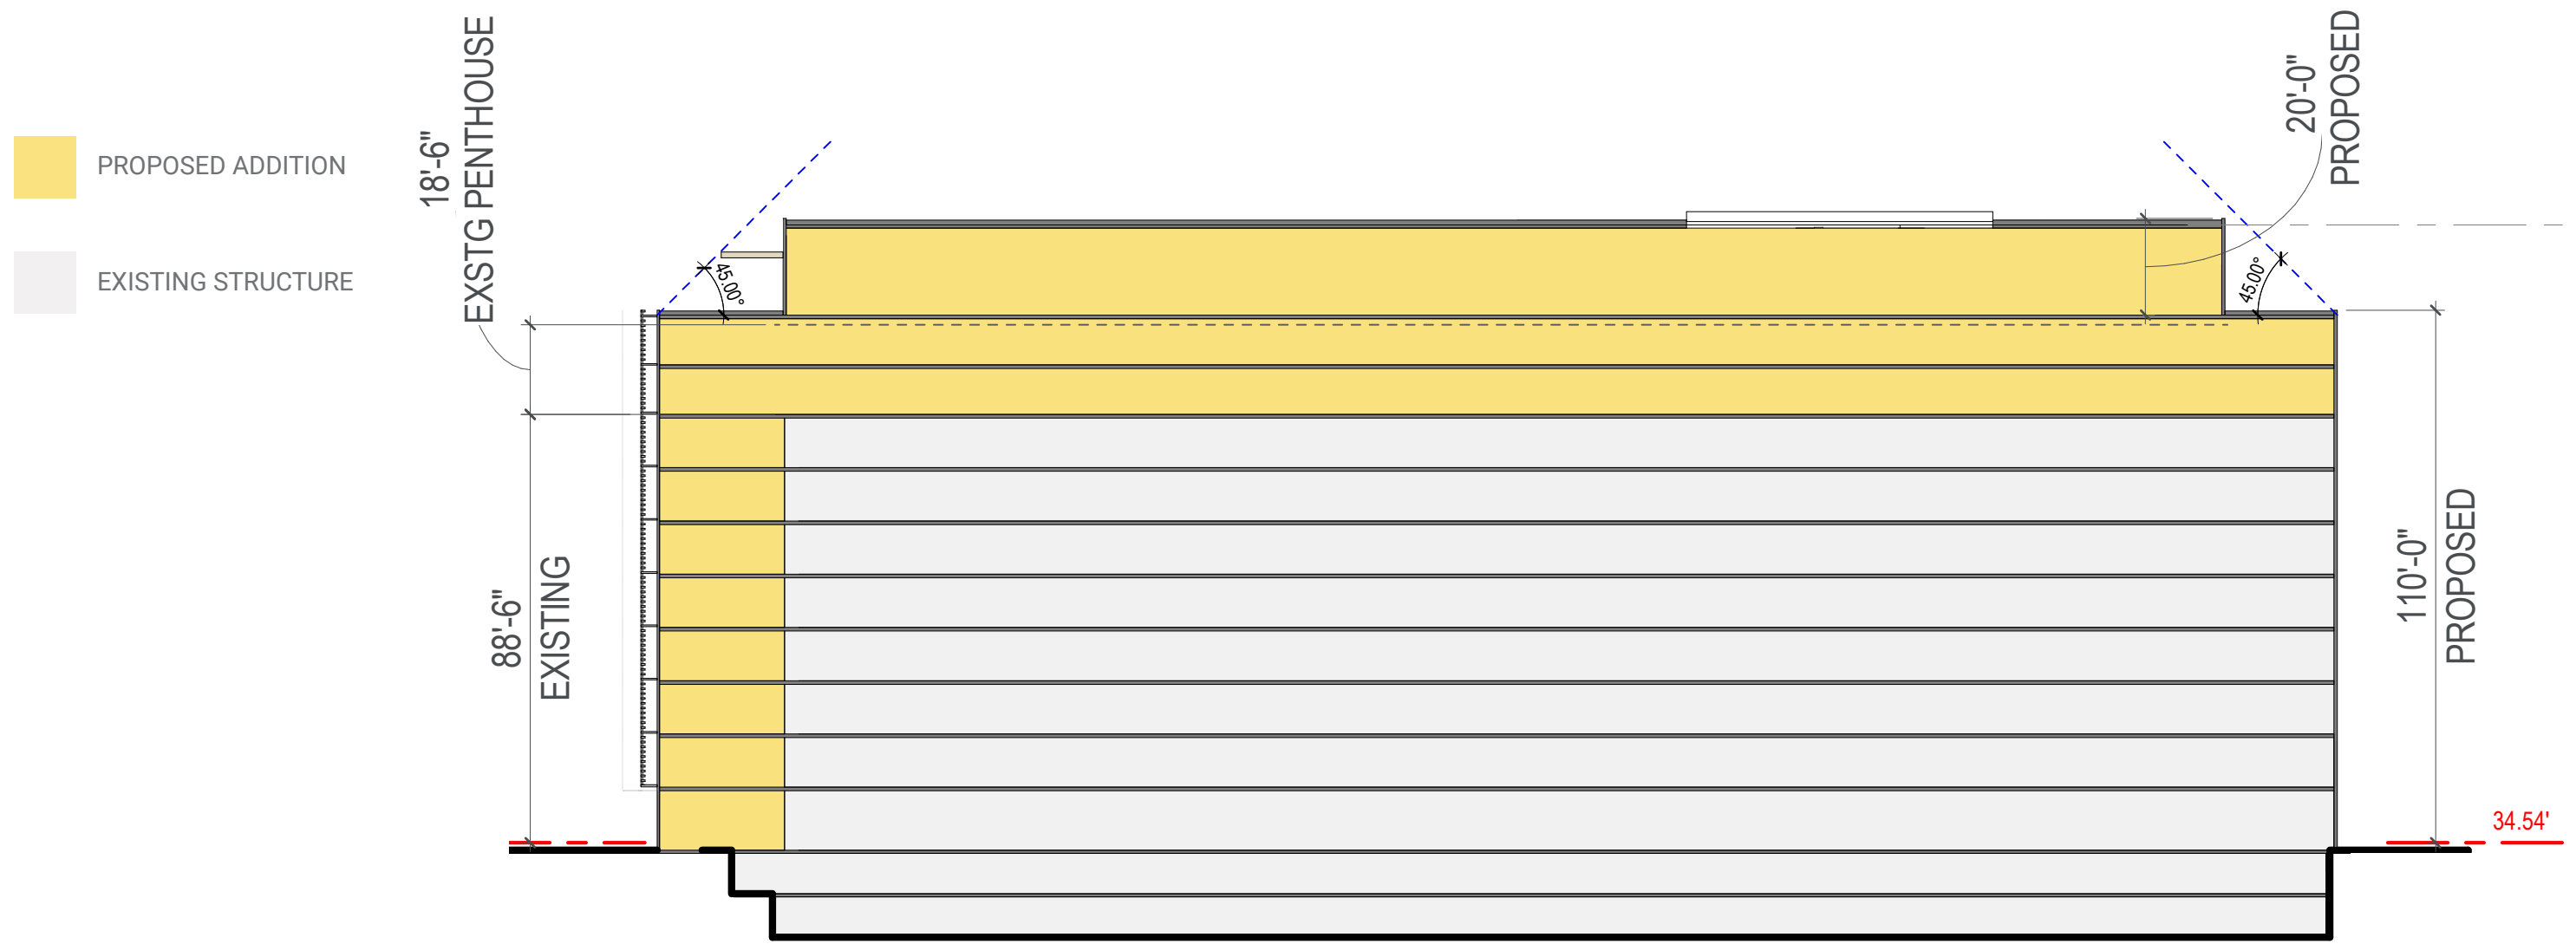 PROPOSED ADDITION
EXISTING STRUCTURE
18'-6"
EXSTG PENTHOUSE
20'-0"
PROPOSED
45.00°
45.00°
88'-6"
EXISTING
110'-0"
PROPOSED
34.54'